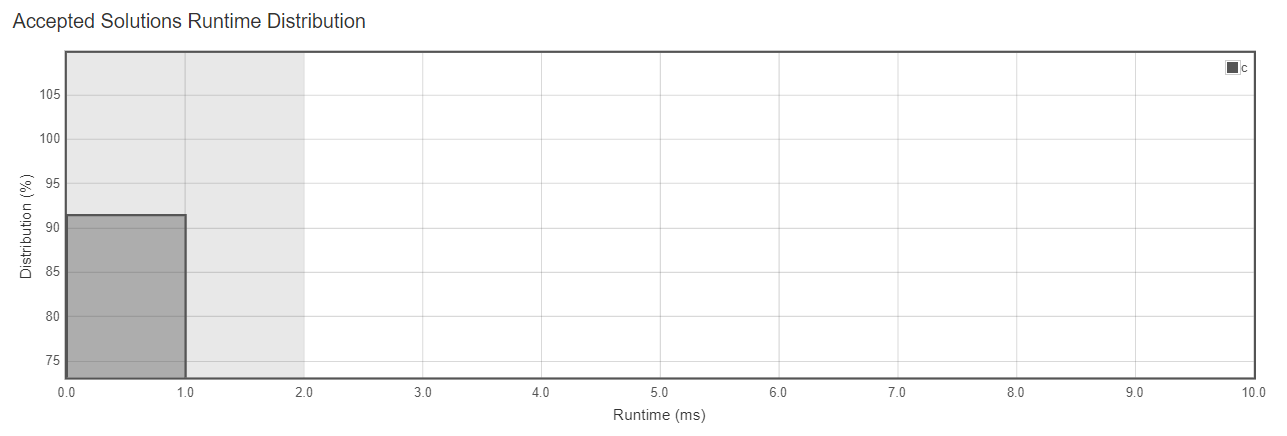 Accepted Solutions Runtime Distribution
c
105
100
95
90
85
80
75
Distribution (%)
0.0 1.0 2.0 3.0 4.0 5.0 6.0 7.0 8.0 9.0 10.0
Runtime (ms)